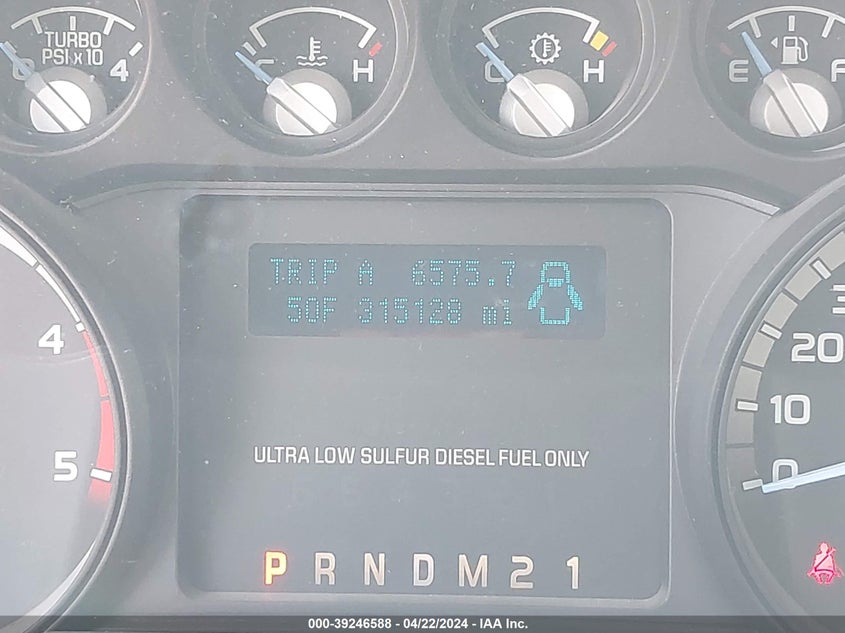 TURBO
PSI x 10
0 4
C H
C H
E F
TRIP A 6575.7
50F 315128 mi
4
5
20
10
0
ULTRA LOW SULFUR DIESEL FUEL ONLY
P R N D M 2 1
000-39246588 - 04/22/2024 - IAA Inc.